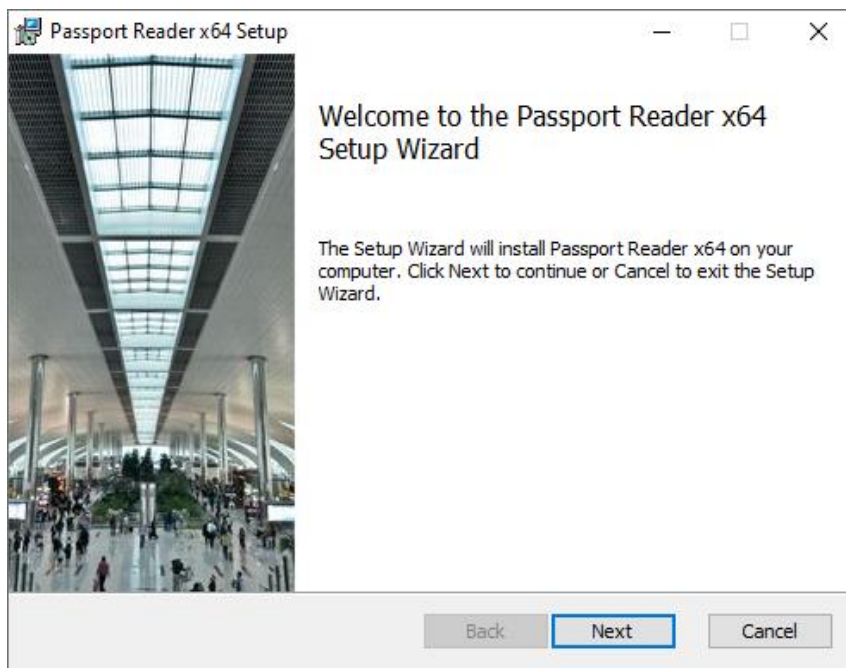 Passport Reader x64 Setup
Welcome to the Passport Reader x64
Setup Wizard
The Setup Wizard will install Passport Reader x64 on your
computer. Click Next to continue or Cancel to exit the Setup
Wizard.
Back
Next
Cancel